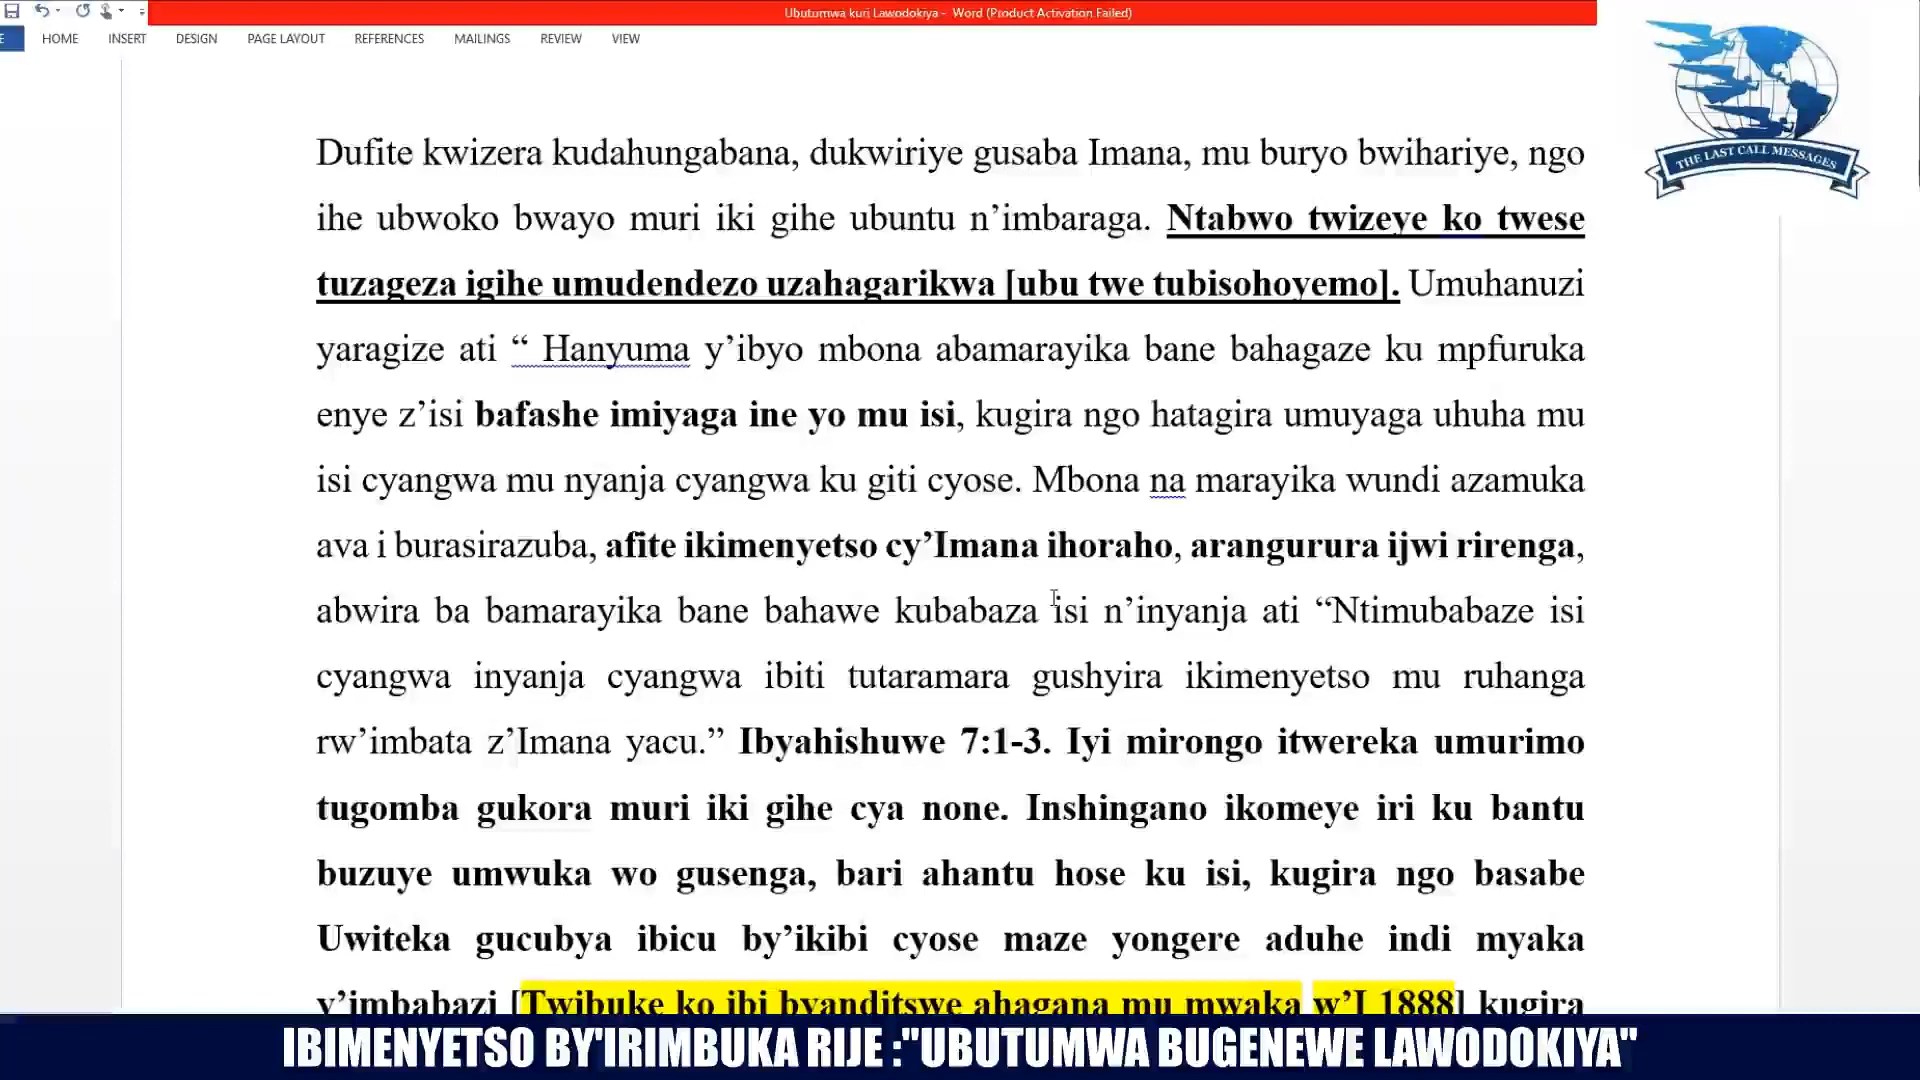 Ubutumwa kuri Lawodokiya - Word (Product Activation Failed)
HOME INSERT DESIGN PAGE LAYOUT REFERENCES MAILINGS REVIEW VIEW
THE LAST CALL MESSAGES
Dufite kwizera kudahungabana, dukwiriye gusaba Imana, mu buryo bwihariye, ngo
ihe ubwoko bwayo muri iki gihe ubuntu n’imbaraga. Ntabwo twizeye ko twese
tuzageza igihe umudendezo uzahagarikwa [ubu twe tubisohoyemo]. Umuhanuzi
yaragize ati “ Hanyuma y’ibyo mbona abamarayika bane bahagaze ku mpfuruka
enye z’isi bafashe imiyaga ine yo mu isi, kugira ngo hatagira umuyaga uhuha mu
isi cyangwa mu nyanja cyangwa ku giti cyose. Mbona na marayika wundi azamuka
ava i burasirazuba, afite ikimenyetso cy’Imana ihoraho, arangurura ijwi rirenga,
abwira ba bamarayika bane bahawe kubabaza isi n’inyanja ati “Ntimubabaze isi
cyangwa inyanja cyangwa ibiti tutaramara gushyira ikimenyetso mu ruhanga
rw’imbata z’Imana yacu.” Ibyahishuwe 7:1-3. Iyi mirongo itwereka umurimo
tugomba gukora muri iki gihe cya none. Inshingano ikomeye iri ku bantu
buzuye umwuka wo gusenga, bari ahantu hose ku isi, kugira ngo basabe
Uwiteka gucubya ibicu by’ikibi cyose maze yongere aduhe indi myaka
y’imbabazi [Twibuke ko ibi byanditswe ahagana mu mwaka w’I 1888] kugira
IBIMENYETSO BY'IRIMBUKA RIJE :"UBUTUMWA BUGENEWE LAWODOKIYA"